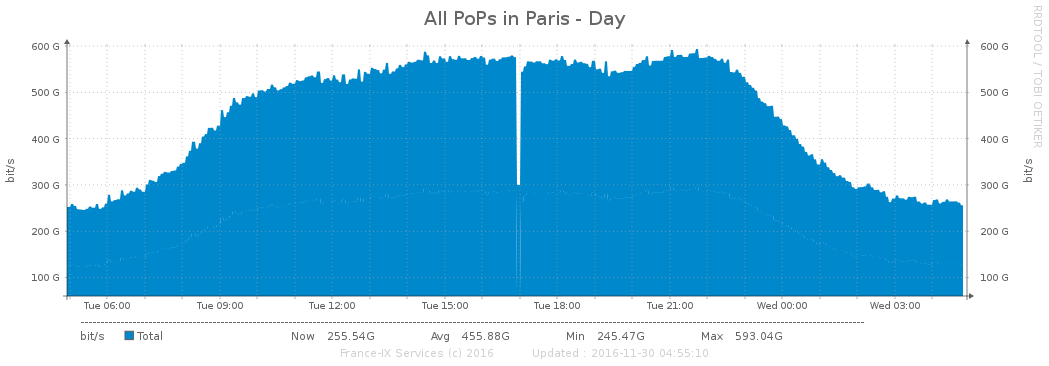 All PoPs in Paris - Day
RRDTOOL / TOBI OETIKER
600 G 600 G
500 G 500 G
400 G 400 G
300 G 300 G
200 G 200 G
100 G 100 G
bit/s
bit/s
Tue 06:00 Tue 09:00 Tue 12:00 Tue 15:00 Tue 18:00 Tue 21:00 Wed 00:00 Wed 03:00
bit/s Total Now 255.54G Avg 455.88G Min 245.47G Max 593.04G
France-IX Services (c) 2016 Updated : 2016-11-30 04:55:10